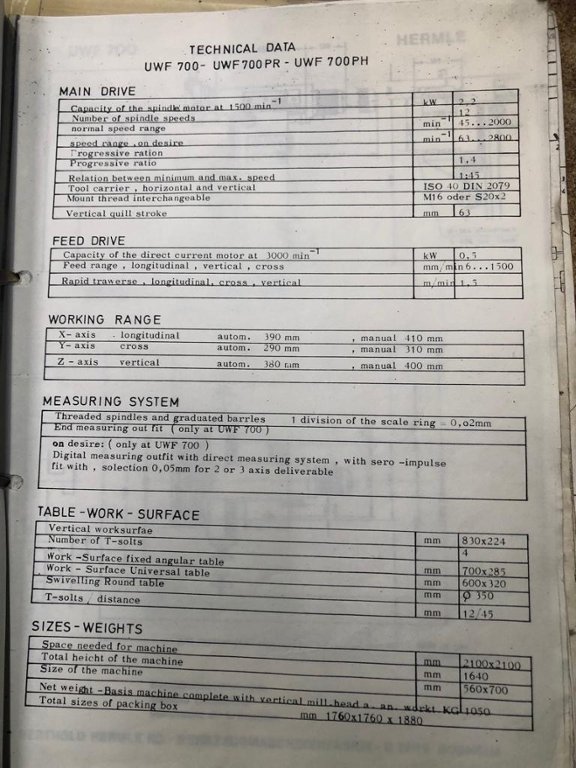 HERMLE
TECHNICAL DATA
UWF 700- UWF700PR - UWF 700PH
MAIN DRIVE
Capacity of the spindle motor at 1500 min-1 kW 2,2
Number of spindle speeds 12
normal speed range min-1 45...2000
speed range .on desire min-1 63...2800
Progressive ration
Progressive ratio 1,4
Relation between minimum and max. speed 1:45
Tool carrier , horizontal and vertical ISO 40 DIN 2079
Mount thread interchangeable M16 oder S20x2
Vertical quill stroke mm 63
FEED DRIVE
Capacity of the direct current motor at 3000 min-1 kW 0.5
Feed range , longitudinal , vertical , cross mm/min 6...1500
Rapid trawerse , longitudinal, cross , vertical m/min 1.5
WORKING RANGE
X- axis . longitudinal autom. 390 mm , manual 410 mm
Y- axis cross autom. 290 mm , manual 310 mm
Z - axis vertical autom. 380 mm , manual 400 mm
MEASURING SYSTEM
Threaded spindles and graduated barrles 1 division of the scale ring = 0,o2mm
End measuring out fit ( only at UWF 700 )
on desire: ( only at UWF 700 )
Digital measuring outfit with direct measuring system , with sero -impulse
fit with , solection 0,05mm for 2 or 3 axis deliverable
TABLE -WORK - SURFACE
Vertical worksurfae mm 830x224
Number of T-solts 4
Work -Surface fixed angular table mm 700x285
Work - Surface Universal table mm 600x320
Swivelling Round table mm Ø 350
T-solts / distance mm 12/45
SIZES - WEIGHTS
Space needed for machine mm 2100x2100
Total heicht of the machine mm 1640
Size of the machine mm 560x700
Net weight -Basis machine complete with vertical mill.head a. an. workt KG 1050
Total sizes of packing box mm 1760x1760 x 1880